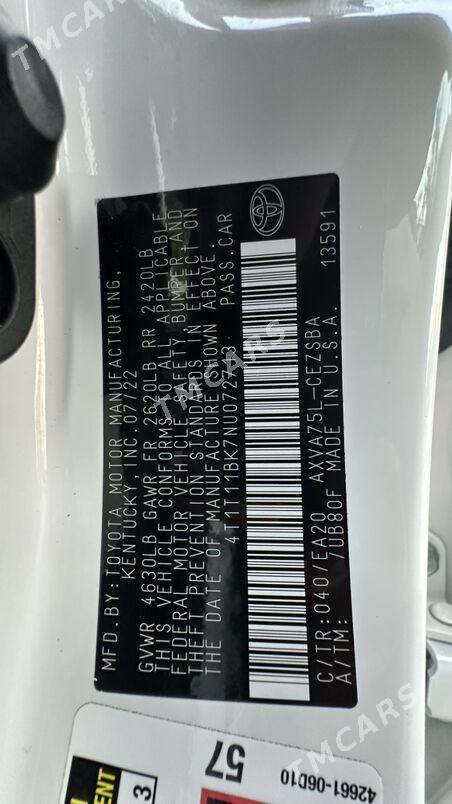 MFD.BY:TOYOTA MOTOR MANUFACTURING,
KENTUCKY, INC. 07/22
GVWR 4630LB GAWR FR 2620LB RR 2420LB
THIS VEHICLE CONFORMS TO ALL APPLICABLE
FEDERAL MOTOR VEHICLE SAFETY, BUMPER AND
THEFT PREVENTION STANDARDS IN EFFECT ON
THE DATE OF MANUFACTURE SHOWN ABOVE.
PASS.CAR
C/TR:040/EA20 AXVA75L-CEZSBA
A/TM: /UB80F MADE IN U.S.A. 13591
57
42661-06D10
3
TMCARS
TMCARS
TMCARS